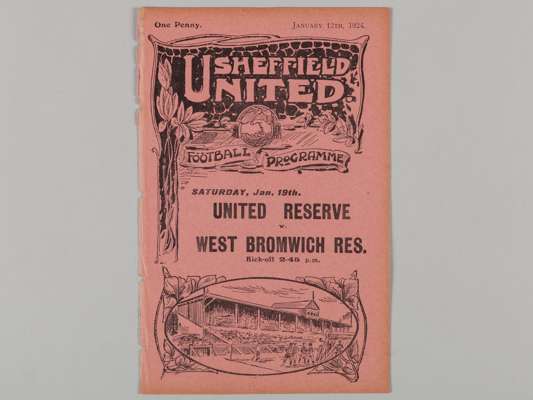 One Penny.
JANUARY 12TH, 1924.
SHEFFIELD
UNITED
FOOTBALL PROGRAMME
SATURDAY, Jan. 19th.
UNITED RESERVE
v.
WEST BROMWICH RES.
Kick-off 2-45 p.m.